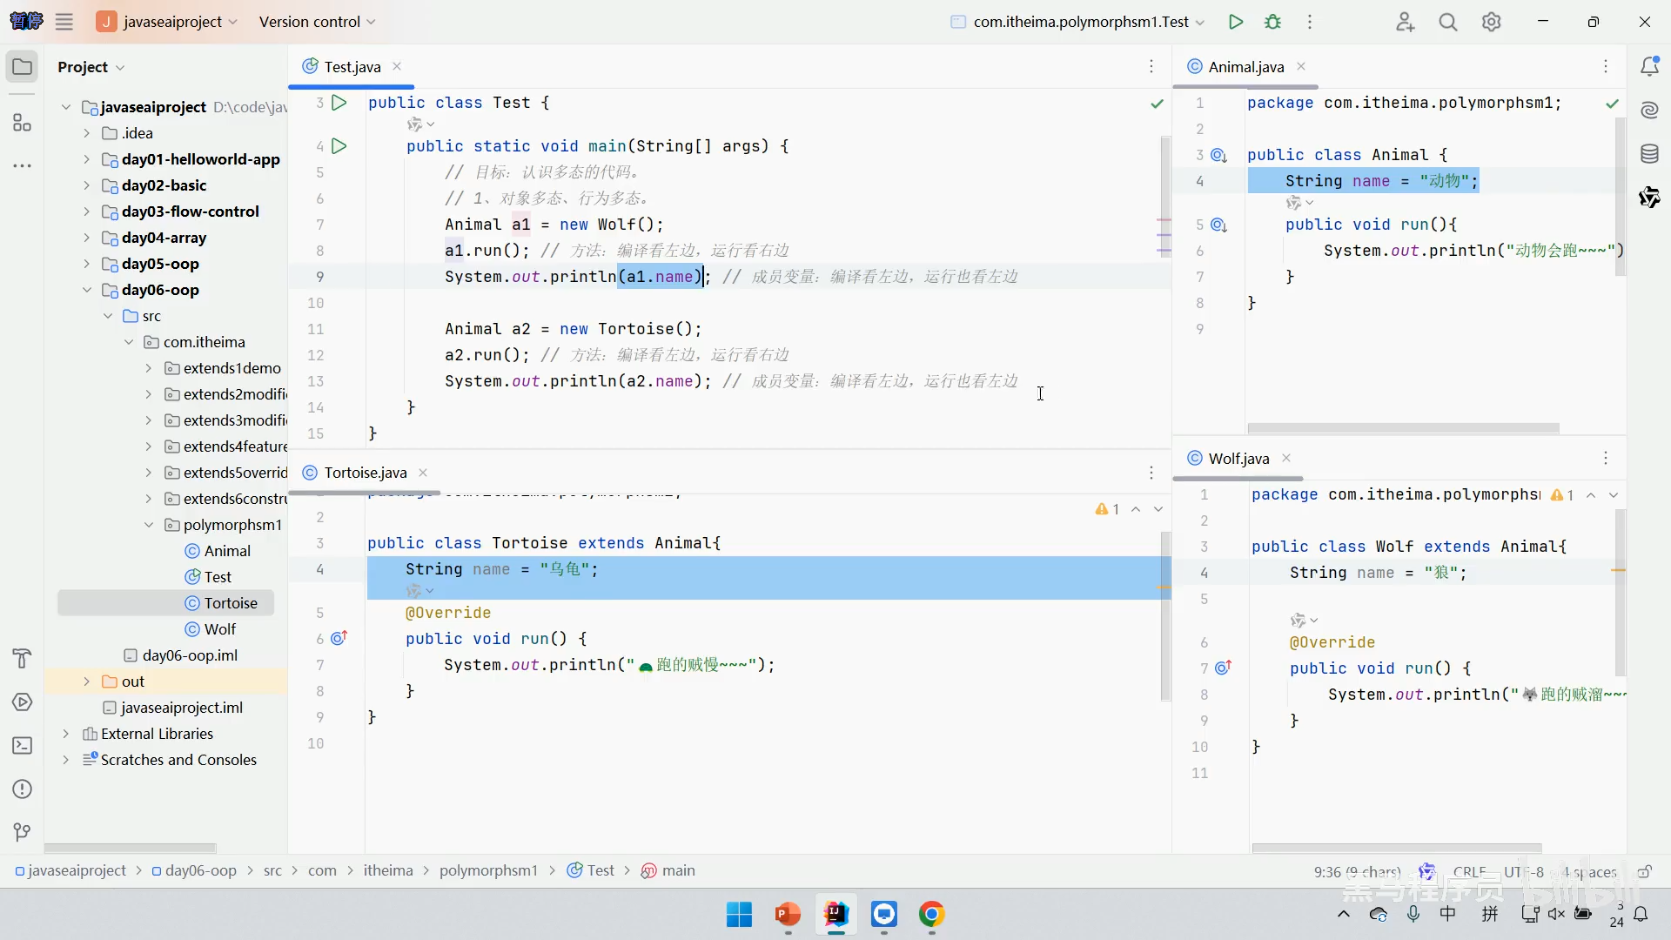 暂停
J javaseaiproject
Version control
com.itheima.polymorphsm1.Test
Project
javaseaiproject D:\code\jav
.idea
day01-helloworld-app
day02-basic
day03-flow-control
day04-array
day05-oop
day06-oop
src
com.itheima
extends1demo
extends2modifi
extends3modifi
extends4feature
extends5overrid
extends6constru
polymorphsm1
Animal
Test
Tortoise
Wolf
day06-oop.iml
out
javaseaiproject.iml
External Libraries
Scratches and Consoles
Test.java
3 public class Test {
4 public static void main(String[] args) {
5 // 目标：认识多态的代码。
6 // 1、对象多态、行为多态。
7 Animal a1 = new Wolf();
8 a1.run(); // 方法：编译看左边，运行看右边
9 System.out.println(a1.name); // 成员变量：编译看左边，运行也看左边
10
11 Animal a2 = new Tortoise();
12 a2.run(); // 方法：编译看左边，运行看右边
13 System.out.println(a2.name); // 成员变量：编译看左边，运行也看左边
14 }
15 }
Animal.java
1 package com.itheima.polymorphsm1;
2
3 public class Animal {
4 String name = "动物";
5 public void run(){
6 System.out.println("动物会跑~~~")
7 }
8 }
9
Tortoise.java
1
2
3 public class Tortoise extends Animal{
4 String name = "乌龟";
5 @Override
6 public void run() {
7 System.out.println("🐢跑的贼慢~~~");
8 }
9 }
10
Wolf.java
1 package com.itheima.polymorphs
1
2
3 public class Wolf extends Animal{
4 String name = "狼";
5
6 @Override
7 public void run() {
8 System.out.println("🐺跑的贼溜~~~
9 }
10 }
11
javaseaiproject > day06-oop > src > com > itheima > polymorphsm1 > Test > main
9:36 (9 chars) CRLF UTF-8 4 spaces
黑马程序员 bilibili
中 拼
24